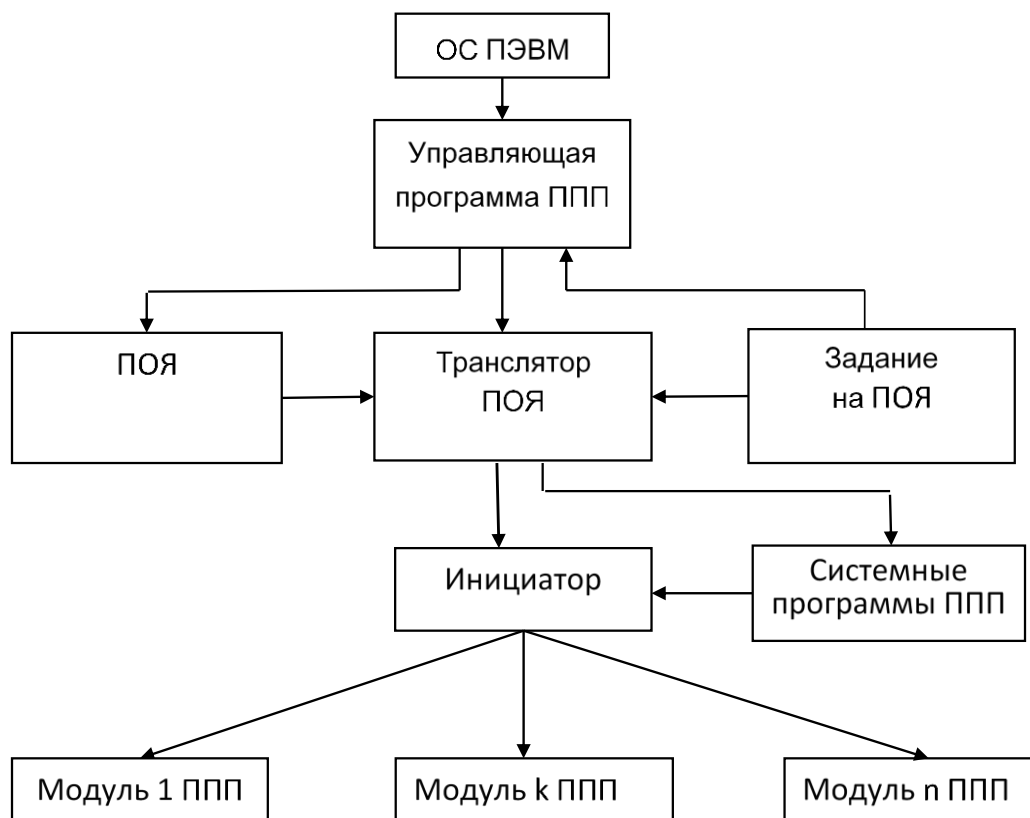 ОС ПЭВМ
Управляющая
программа ППП
ПОЯ
Транслятор
ПОЯ
Задание
на ПОЯ
Инициатор
Системные
программы ППП
Модуль 1 ППП
Модуль k ППП
Модуль n ППП